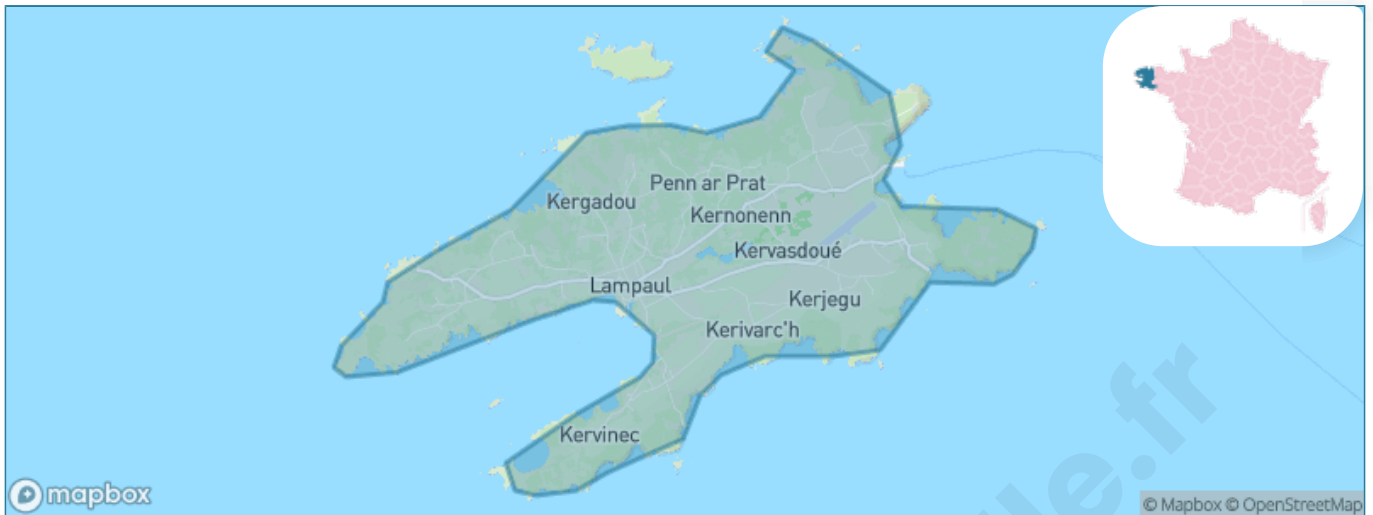 Penn ar Prat
Kergadou
Kernonenn
Kervasdoué
Lampaul
Kerjegu
Kerivarc'h
Kervinec
mapbox
© Mapbox © OpenStreetMap